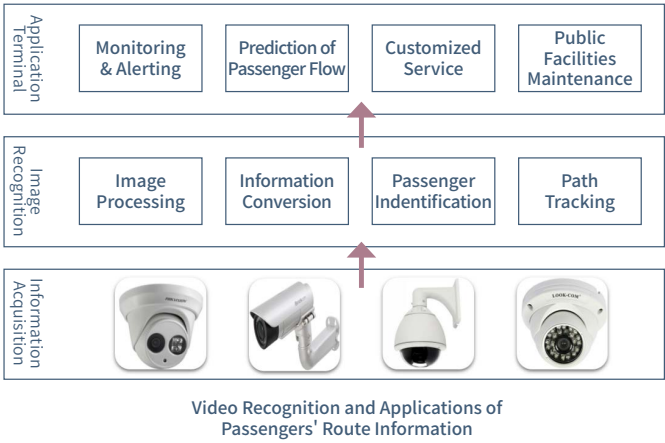 Application
Terminal
Monitoring
& Alerting
Prediction of
Passenger Flow
Customized
Service
Public
Facilities
Maintenance
Image
Recognition
Image
Processing
Information
Conversion
Passenger
Indentification
Path
Tracking
Information
Acquisition
HIKVISION
LOOK-COM
Video Recognition and Applications of
Passengers' Route Information